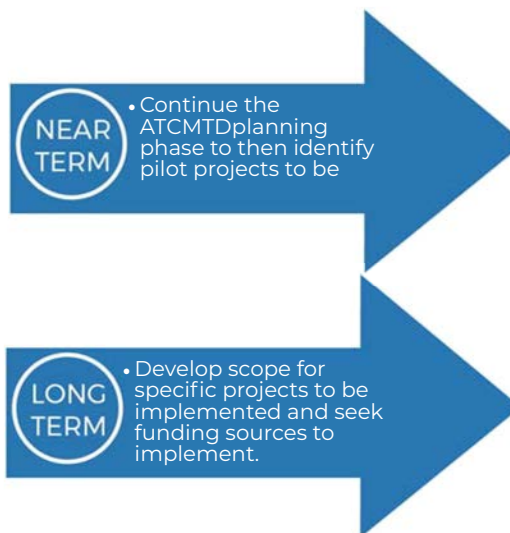 NEAR
TERM
• Continue the
ATCMTDplanning
phase to then identify
pilot projects to be
LONG
TERM
• Develop scope for
specific projects to be
implemented and seek
funding sources to
implement.